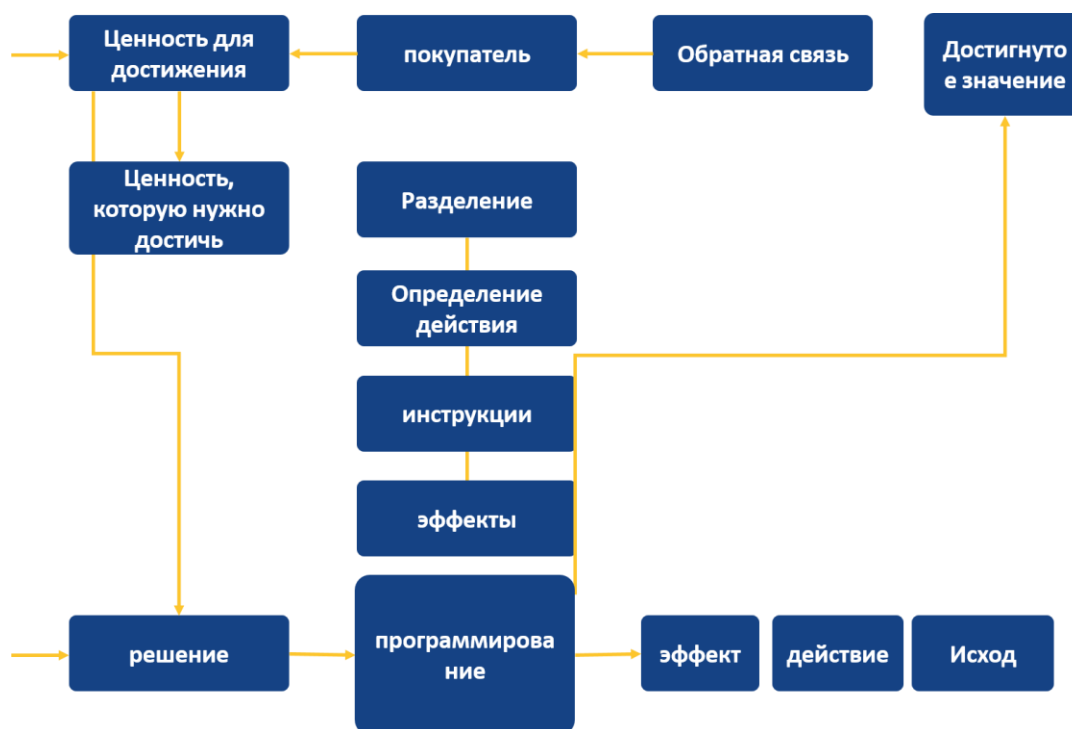 Ценность для
достижения
покупатель
Обратная связь
Достигнуто
е значение
Ценность,
которую нужно
достичь
Разделение
Определение
действия
инструкции
эффекты
решение
программирова
ние
эффект
действие
Исход